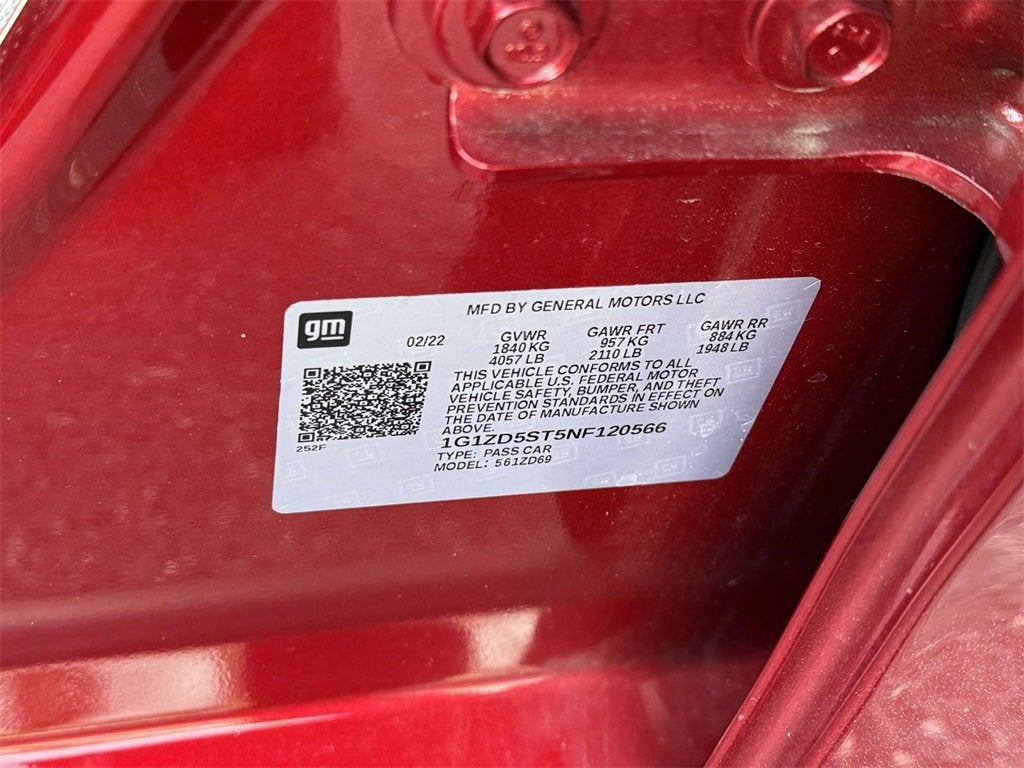 MFD BY GENERAL MOTORS LLC
gm
02/22
GVWR GAWR FRT GAWR RR
1840 KG 957 KG 884 KG
4057 LB 2110 LB 1948 LB
THIS VEHICLE CONFORMS TO ALL
APPLICABLE U.S. FEDERAL MOTOR
VEHICLE SAFETY, BUMPER, AND THEFT
PREVENTION STANDARDS IN EFFECT ON
THE DATE OF MANUFACTURE SHOWN
ABOVE.
252F
1G1ZD5ST5NF120566
TYPE: PASS CAR
MODEL: 561ZD69